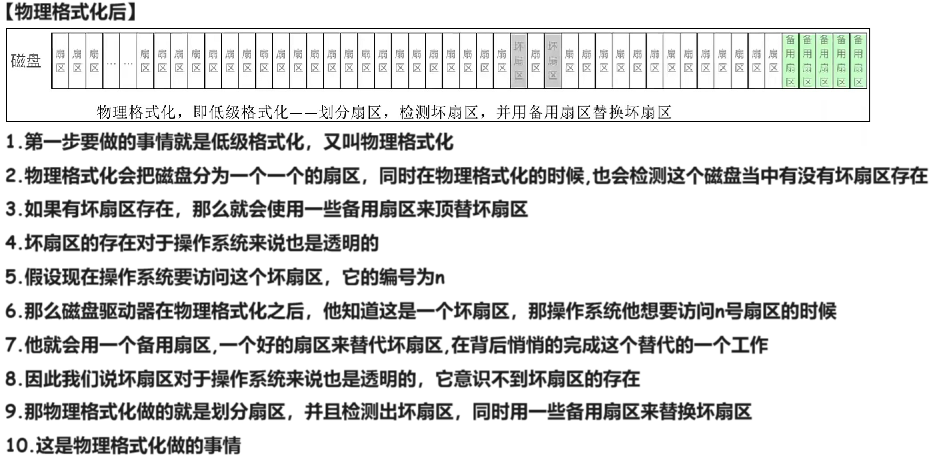 【物理格式化后】
磁盘 扇区 扇区 扇区 … … 扇区 扇区 扇区 扇区 扇区 扇区 扇区 扇区 扇区 扇区 扇区 扇区 扇区 扇区 扇区 扇区 扇区 扇区 扇区 扇区 扇区 扇区 坏扇区 扇区 坏扇区 扇区 扇区 扇区 扇区 扇区 扇区 扇区 扇区 扇区 扇区 扇区 扇区 扇区 备用扇区 备用扇区 备用扇区 备用扇区 备用扇区
物理格式化，即低级格式化——划分扇区，检测坏扇区，并用备用扇区替换坏扇区
1.第一步要做的事情就是低级格式化，又叫物理格式化
2.物理格式化会把磁盘分为一个一个的扇区，同时在物理格式化的时候,也会检测这个磁盘当中有没有坏扇区存在
3.如果有坏扇区存在，那么就会使用一些备用扇区来顶替坏扇区
4.坏扇区的存在对于操作系统来说也是透明的
5.假设现在操作系统要访问这个坏扇区，它的编号为n
6.那么磁盘驱动器在物理格式化之后，他知道这是一个坏扇区，那操作系统他想要访问n号扇区的时候
7.他就会用一个备用扇区,一个好的扇区来替代坏扇区,在背后悄悄的完成这个替代的一个工作
8.因此我们说坏扇区对于操作系统来说也是透明的，它意识不到坏扇区的存在
9.那物理格式化做的就是划分扇区，并且检测出坏扇区，同时用一些备用扇区来替换坏扇区
10.这是物理格式化做的事情